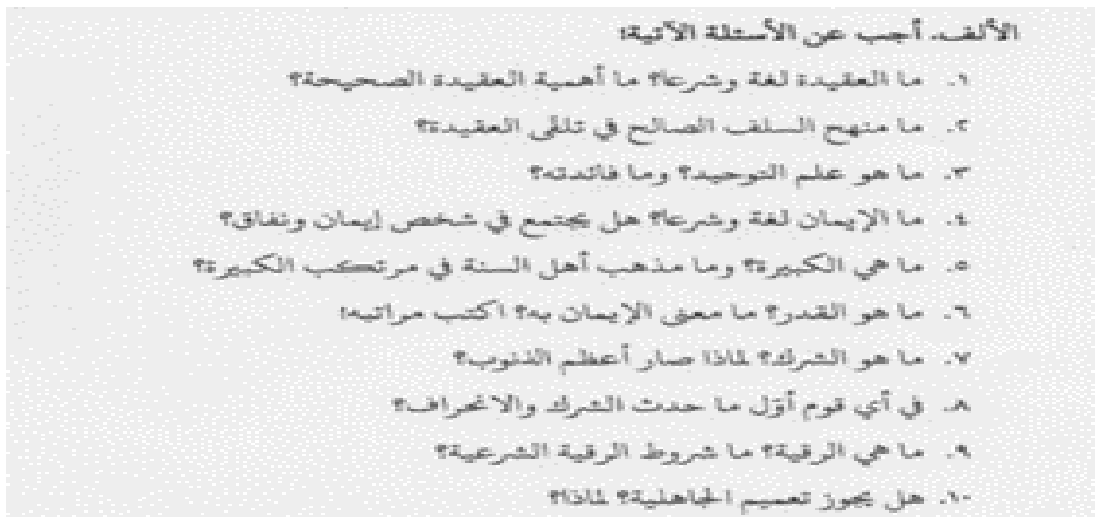 الألف. أجب عن الأسئلة الآتية:
١. ما العقيدة لغة وشرعا؟ ما أهمية العقيدة الصحيحة؟
٢. ما منهج السلف الصالح في تلقى العقيدة؟
٣. ما هو علم التوحيد؟ وما فائدته؟
٤. ما الإيمان لغة وشرعا؟ هل يجتمع في شخص إيمان ونفاق؟
٥. ما هي الكبيرة؟ وما مذهب أهل السنة في مرتكب الكبيرة؟
٦. ما هو القدر؟ ما معنى الإيمان به؟ اكتب مراتبه؛
٧. ما هو الشرك؟ لماذا صار أعظم الذنوب؟
٨. في أي قوم أوّل ما حدث الشرك والانحراف؟
٩. ما هي الرقية؟ ما شروط الرقية الشرعية؟
١٠. هل يجوز تعميم الجاهلية؟ لماذا؟